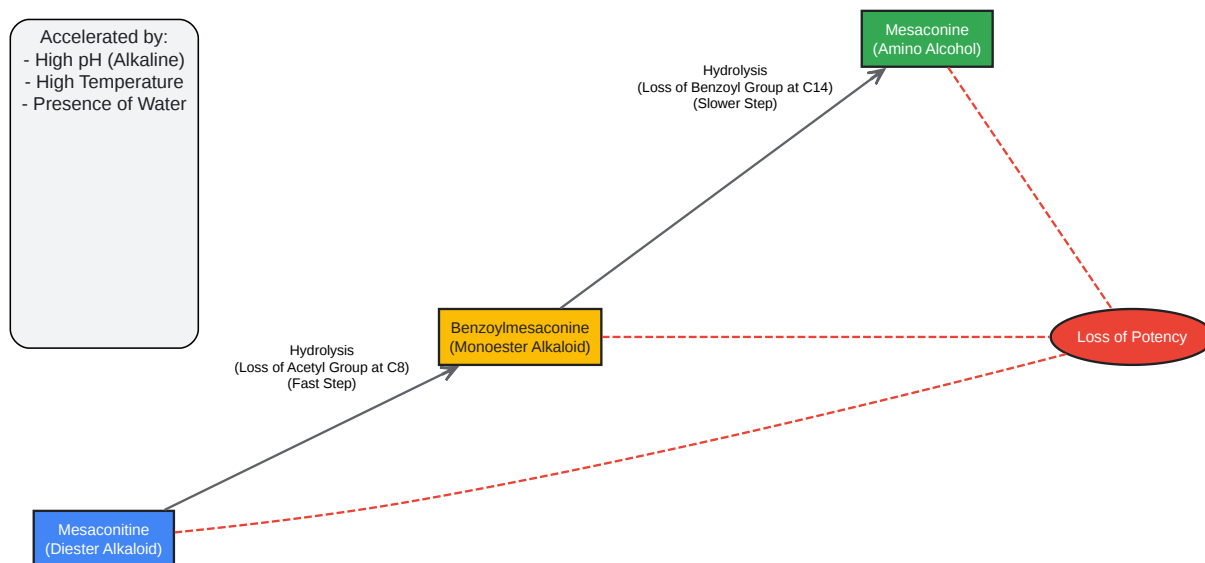 Accelerated by:
- High pH (Alkaline)
- High Temperature
- Presence of Water
Mesaconine
(Amino Alcohol)
Hydrolysis
(Loss of Benzoyl Group at C14)
(Slower Step)
Benzoylmesaconine
(Monoester Alkaloid)
Loss of Potency
Hydrolysis
(Loss of Acetyl Group at C8)
(Fast Step)
Mesaconitine
(Diester Alkaloid)